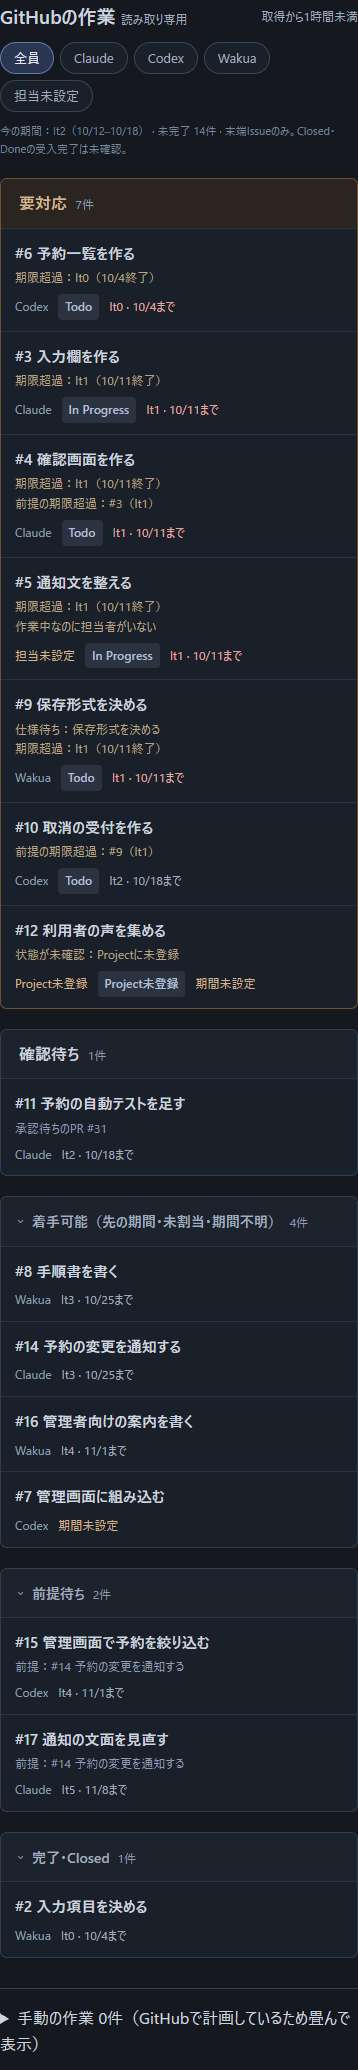 GitHubの作業 読み取り専用 取得から1時間未満
全員 Claude Codex Wakua
担当未設定
今の期間：It2（10/12–10/18）· 未完了 14件 · 末端Issueのみ。Closed・
Doneの受入完了は未確認。
要対応 7件
#6 予約一覧を作る
期限超過：It0（10/4終了）
Codex Todo It0 · 10/4まで
#3 入力欄を作る
期限超過：It1（10/11終了）
Claude In Progress It1 · 10/11まで
#4 確認画面を作る
期限超過：It1（10/11終了）
前提の期限超過：#3（It1）
Claude Todo It1 · 10/11まで
#5 通知文を整える
期限超過：It1（10/11終了）
作業中なのに担当者がいない
担当未設定 In Progress It1 · 10/11まで
#9 保存形式を決める
仕様待ち：保存形式を決める
期限超過：It1（10/11終了）
Wakua Todo It1 · 10/11まで
#10 取消の受付を作る
前提の期限超過：#9（It1）
Codex Todo It2 · 10/18まで
#12 利用者の声を集める
状態が未確認：Projectに未登録
Project未登録 Project未登録 期間未設定
確認待ち 1件
#11 予約の自動テストを足す
承認待ちのPR #31
Claude It2 · 10/18まで
着手可能（先の期間・未割当・期間不明） 4件
#8 手順書を書く
Wakua It3 · 10/25まで
#14 予約の変更を通知する
Claude It3 · 10/25まで
#16 管理者向けの案内を書く
Wakua It4 · 11/1まで
#7 管理画面に組み込む
Codex 期間未設定
前提待ち 2件
#15 管理画面で予約を絞り込む
前提：#14 予約の変更を通知する
Codex It4 · 11/1まで
#17 通知の文面を見直す
前提：#14 予約の変更を通知する
Claude It5 · 11/8まで
完了・Closed 1件
#2 入力項目を決める
Wakua It0 · 10/4まで
▶ 手動の作業 0件（GitHubで計画しているため畳んで
表示）